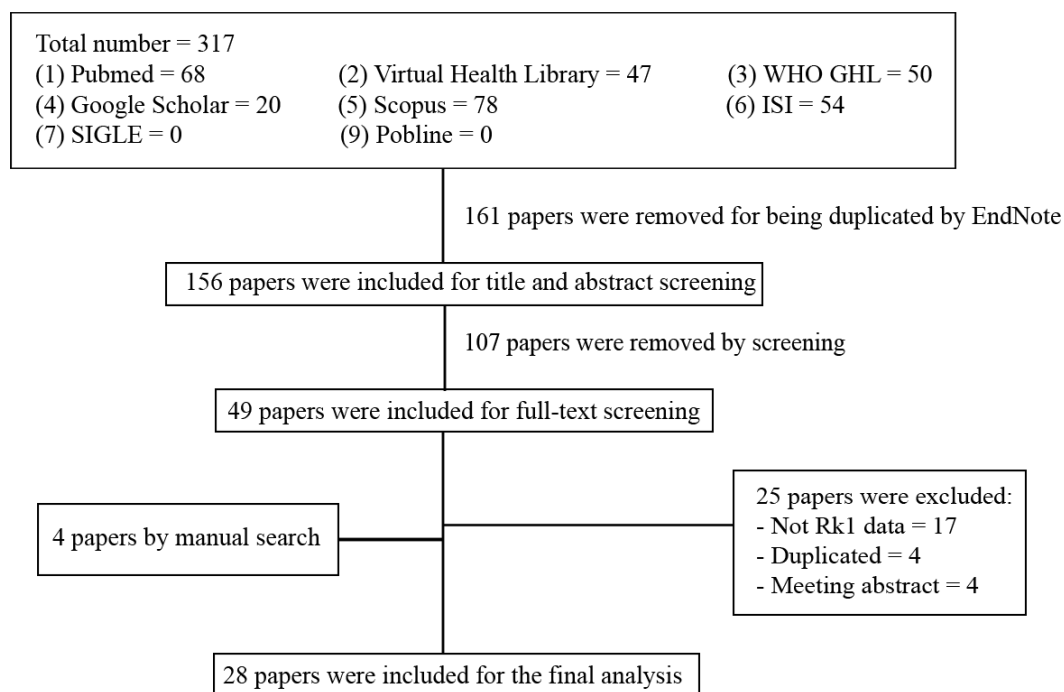 Total number = 317
(1) Pubmed = 68 (2) Virtual Health Library = 47 (3) WHO GHL = 50
(4) Google Scholar = 20 (5) Scopus = 78 (6) ISI = 54
(7) SIGLE = 0 (9) Pobline = 0
161 papers were removed for being duplicated by EndNote
156 papers were included for title and abstract screening
107 papers were removed by screening
49 papers were included for full-text screening
4 papers by manual search
25 papers were excluded:
- Not Rk1 data = 17
- Duplicated = 4
- Meeting abstract = 4
28 papers were included for the final analysis